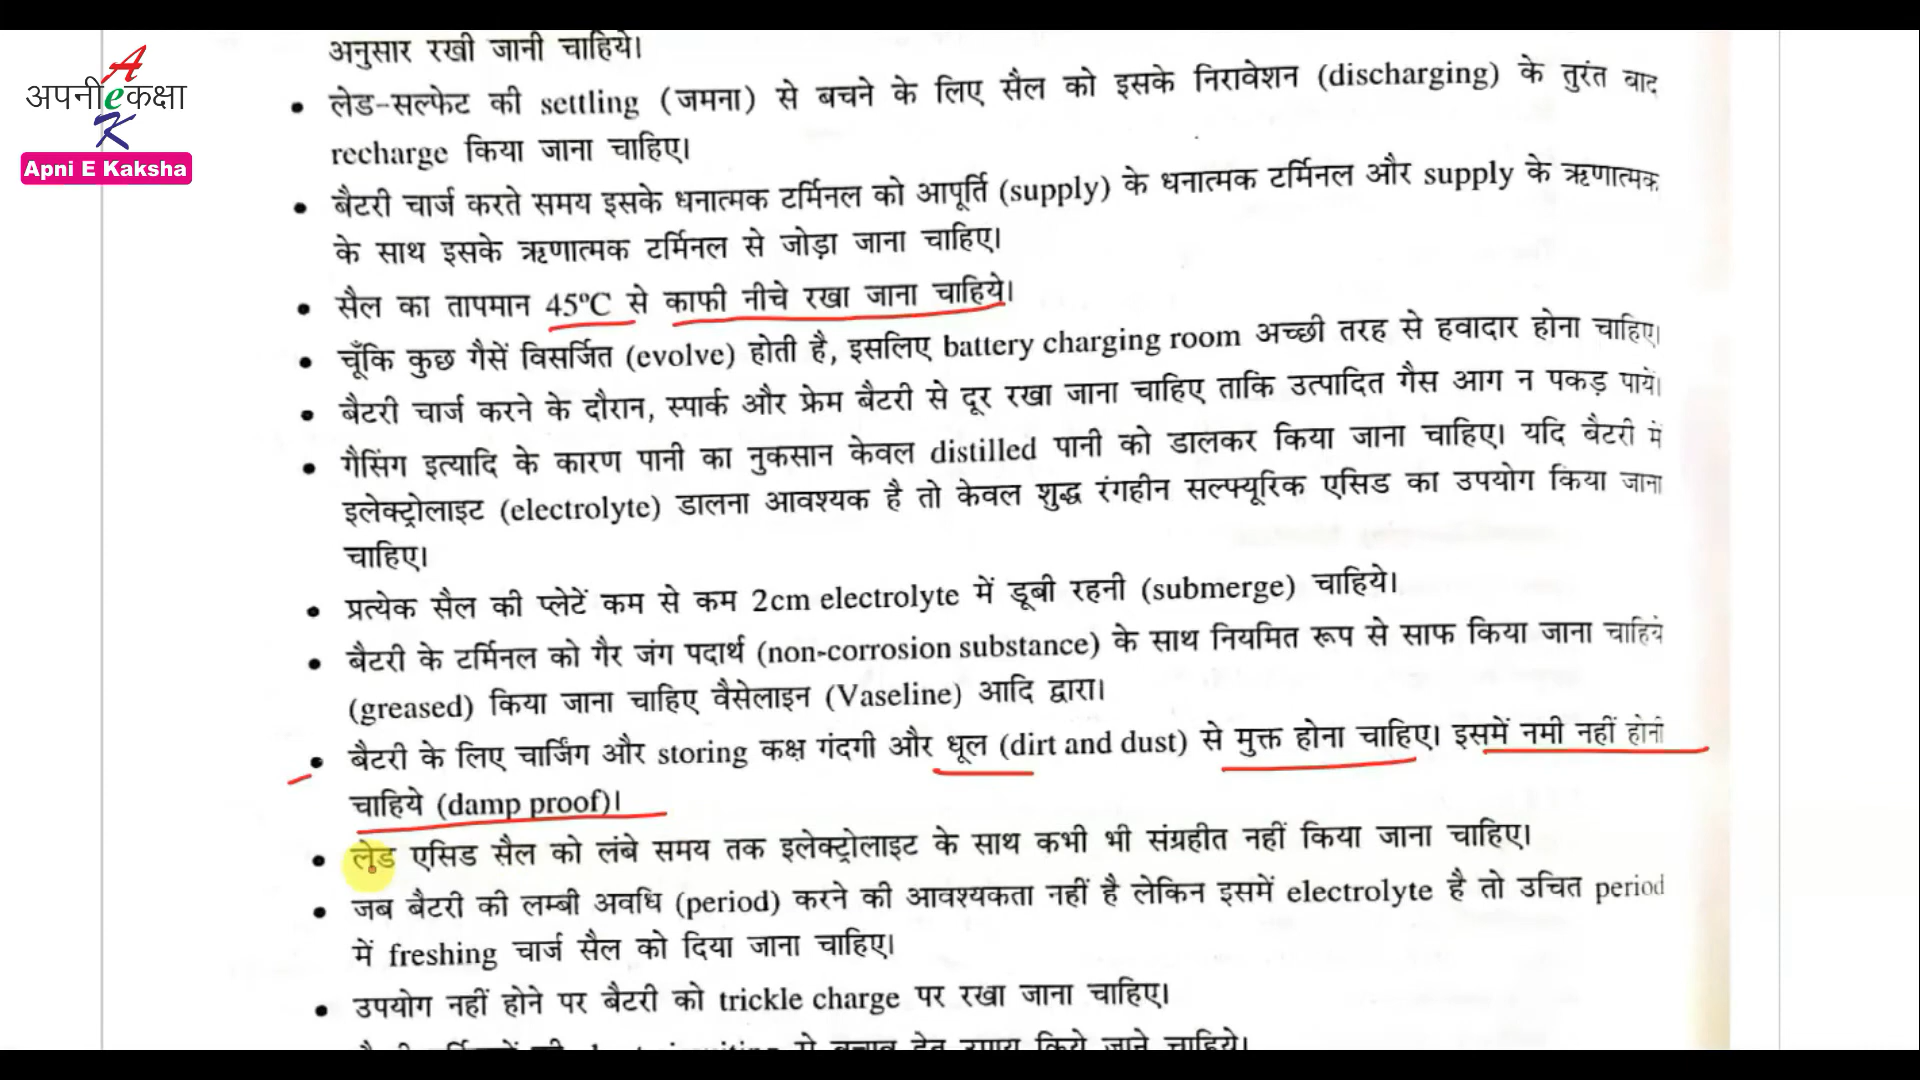 अनुसार रखी जानी चाहिये।
अपनी e कक्षा
A
K
Apni E Kaksha
• लेड-सल्फेट की settling (जमना) से बचने के लिए सैल को इसके निरावेशन (discharging) के तुरंत वाद
recharge किया जाना चाहिए।
• बैटरी चार्ज करते समय इसके धनात्मक टर्मिनल को आपूर्ति (supply) के धनात्मक टर्मिनल और supply के ऋणात्मक
के साथ इसके ऋणात्मक टर्मिनल से जोड़ा जाना चाहिए।
• सैल का तापमान 45°C से काफी नीचे रखा जाना चाहिये।
• चूँकि कुछ गैसें विसर्जित (evolve) होती है, इसलिए battery charging room अच्छी तरह से हवादार होना चाहिए।
• बैटरी चार्ज करने के दौरान, स्पार्क और फ्रेम बैटरी से दूर रखा जाना चाहिए ताकि उत्पादित गैस आग न पकड़ पाये।
• गैसिंग इत्यादि के कारण पानी का नुकसान केवल distilled पानी को डालकर किया जाना चाहिए। यदि बैटरी में
इलेक्ट्रोलाइट (electrolyte) डालना आवश्यक है तो केवल शुद्ध रंगहीन सल्फ्यूरिक एसिड का उपयोग किया जाना
चाहिए।
• प्रत्येक सैल की प्लेटें कम से कम 2cm electrolyte में डूबी रहनी (submerge) चाहिये।
• बैटरी के टर्मिनल को गैर जंग पदार्थ (non-corrosion substance) के साथ नियमित रूप से साफ किया जाना चाहिये
(greased) किया जाना चाहिए वैसेलाइन (Vaseline) आदि द्वारा।
• बैटरी के लिए चार्जिंग और storing कक्ष गंदगी और धूल (dirt and dust) से मुक्त होना चाहिए। इसमें नमी नहीं होनी
चाहिये (damp proof)।
• लेड एसिड सैल को लंबे समय तक इलेक्ट्रोलाइट के साथ कभी भी संग्रहीत नहीं किया जाना चाहिए।
• जब बैटरी की लम्बी अवधि (period) करने की आवश्यकता नहीं है लेकिन इसमें electrolyte है तो उचित period
में freshing चार्ज सैल को दिया जाना चाहिए।
• उपयोग नहीं होने पर बैटरी को trickle charge पर रखा जाना चाहिए।